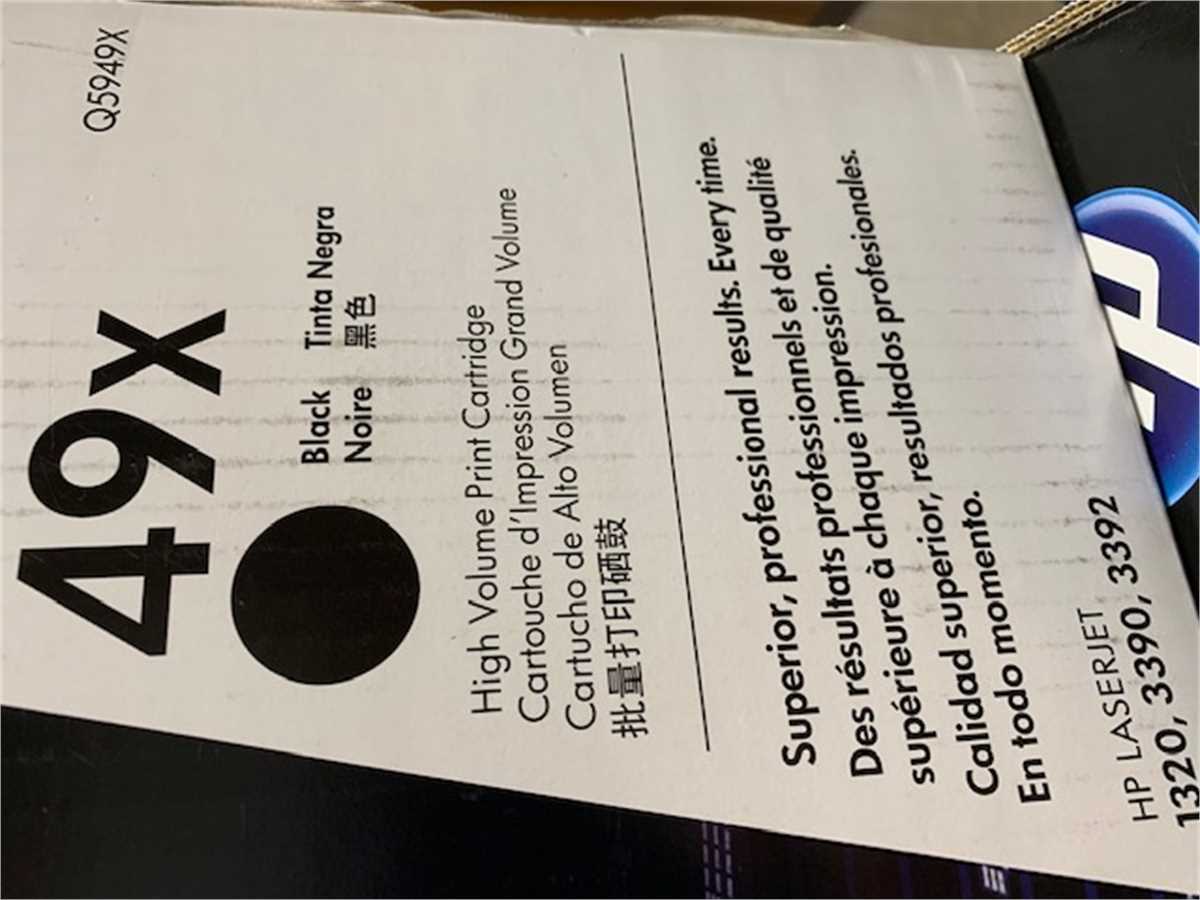 Q5949X
49X
Black Tinta Negra
Noire 黑色
High Volume Print Cartridge
Cartouche d'Impression Grand Volume
Cartucho de Alto Volumen
批量打印硒鼓
Superior, professional results. Every time.
Des résultats professionnels et de qualité
supérieure à chaque impression.
Calidad superior, resultados profesionales.
En todo momento.
HP LASERJET
1320, 3390, 3392
hp